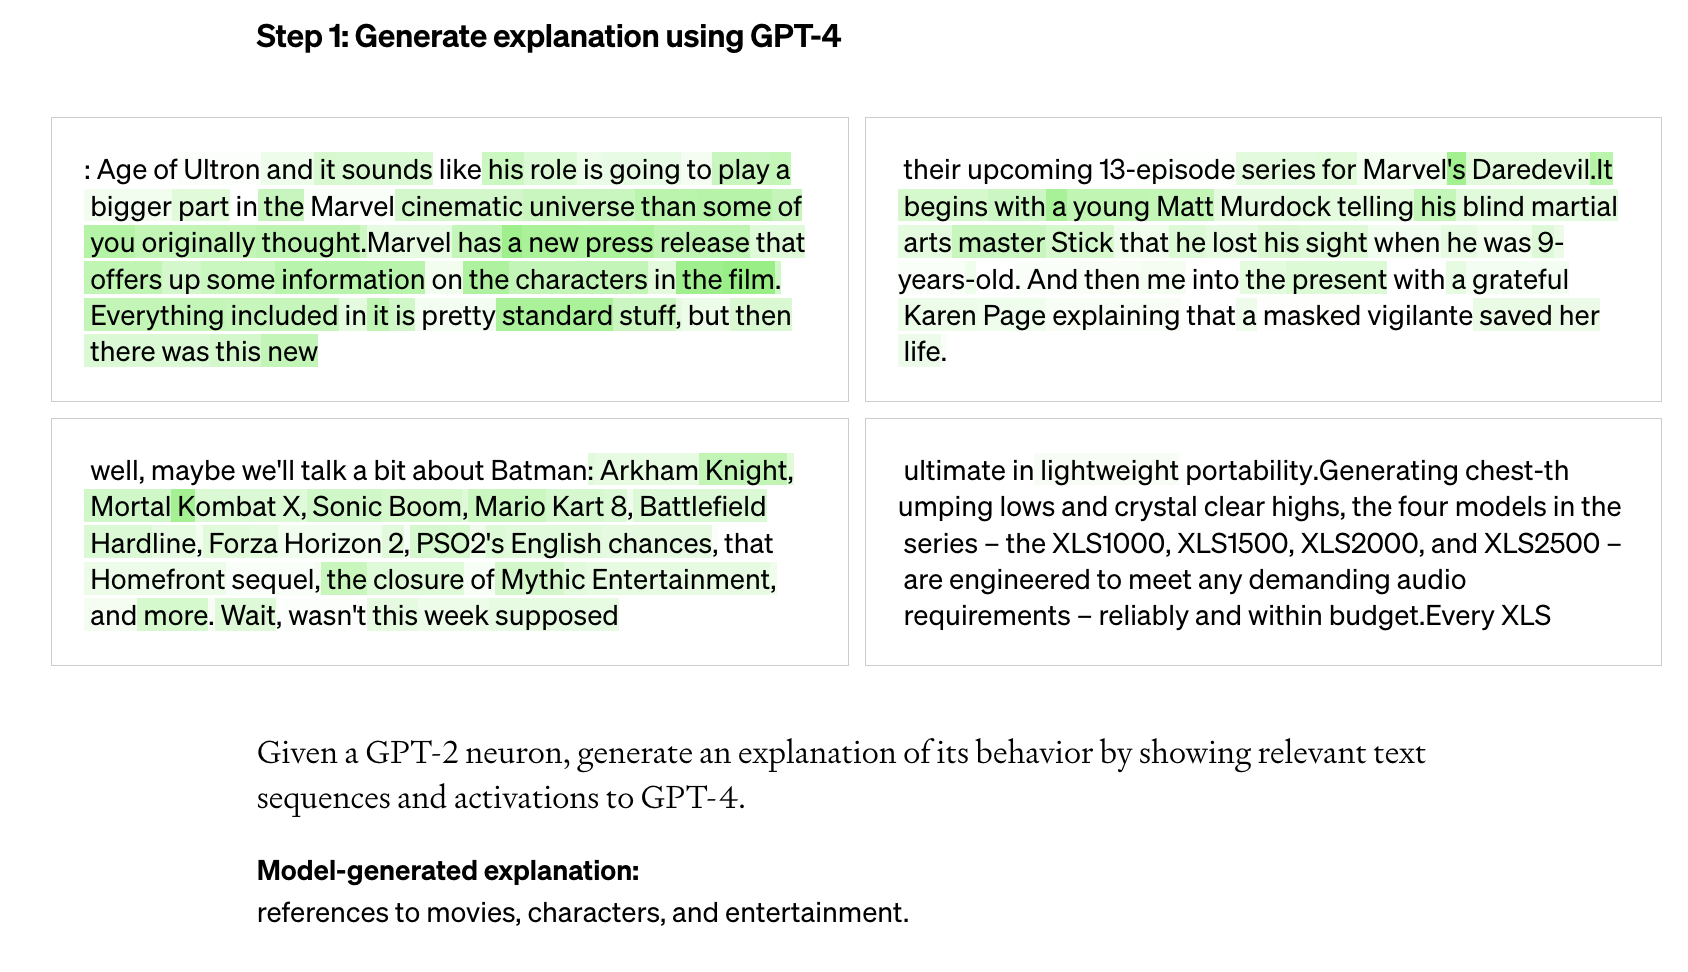 Step 1: Generate explanation using GPT-4
: Age of Ultron and it sounds like his role is going to play a
bigger part in the Marvel cinematic universe than some of
you originally thought.Marvel has a new press release that
offers up some information on the characters in the film.
Everything included in it is pretty standard stuff, but then
there was this new
their upcoming 13-episode series for Marvel's Daredevil.It
begins with a young Matt Murdock telling his blind martial
arts master Stick that he lost his sight when he was 9-
years-old. And then me into the present with a grateful
Karen Page explaining that a masked vigilante saved her
life.
well, maybe we'll talk a bit about Batman: Arkham Knight,
Mortal Kombat X, Sonic Boom, Mario Kart 8, Battlefield
Hardline, Forza Horizon 2, PSO2's English chances, that
Homefront sequel, the closure of Mythic Entertainment,
and more. Wait, wasn't this week supposed
ultimate in lightweight portability.Generating chest-th
umping lows and crystal clear highs, the four models in the
series – the XLS1000, XLS1500, XLS2000, and XLS2500 –
are engineered to meet any demanding audio
requirements – reliably and within budget.Every XLS
Given a GPT-2 neuron, generate an explanation of its behavior by showing relevant text
sequences and activations to GPT-4.
Model-generated explanation:
references to movies, characters, and entertainment.